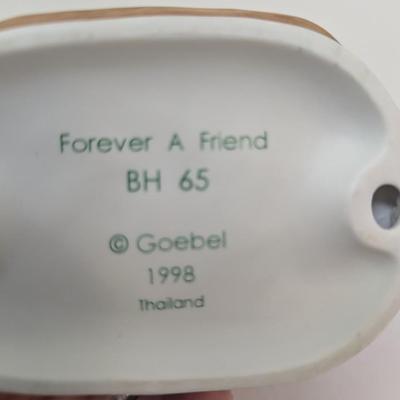 Forever A Friend
BH 65
© Goebel
1998
Thailand